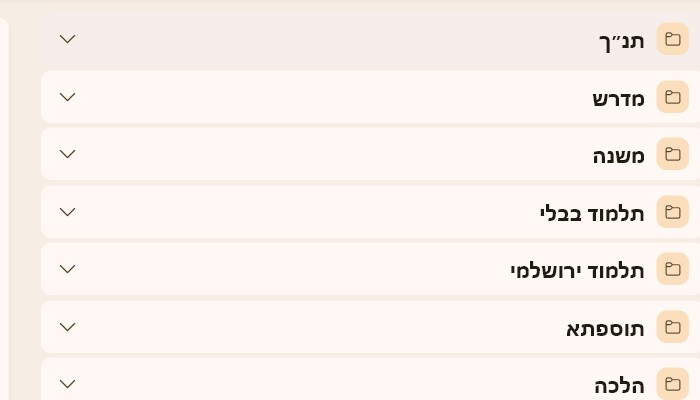 תנ״ך
מדרש
משנה
תלמוד בבלי
תלמוד ירושלמי
תוספתא
הלכה